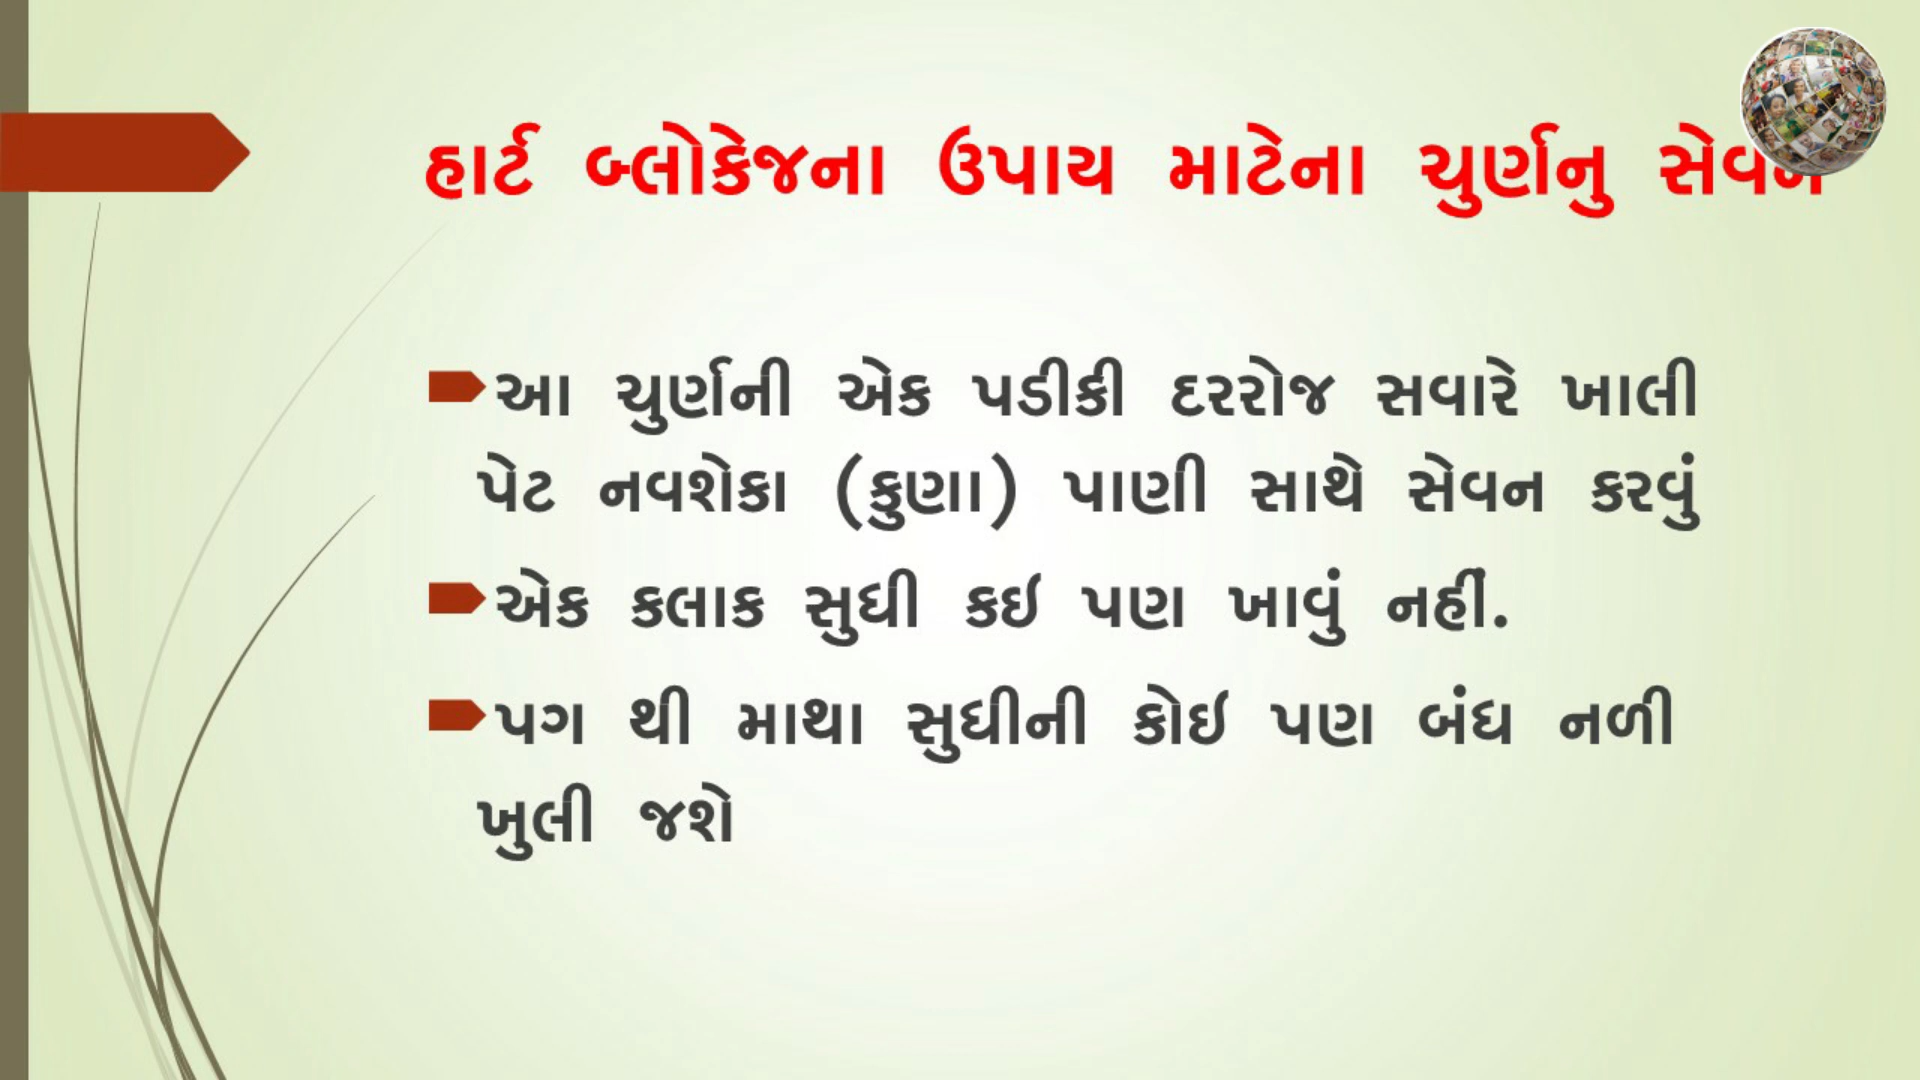 હાર્ટ બ્લોકેજના ઉપાય માટેના ચુર્ણનુ સેવન
આ ચુર્ણની એક પડીકી દરરોજ સવારે ખાલી
પેટ નવશેકા (કુણા) પાણી સાથે સેવન કરવું
એક કલાક સુધી કઇ પણ ખાવું નહીં.
પગ થી માથા સુધીની કોઇ પણ બંધ નળી
ખુલી જશે